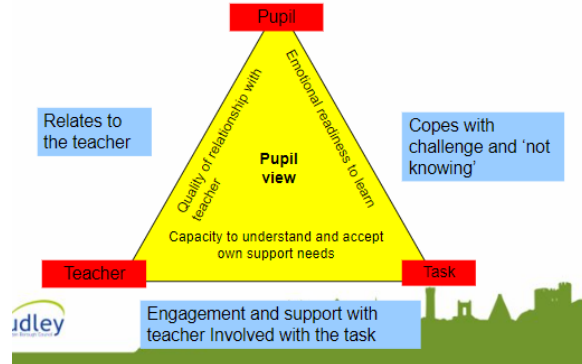 Pupil
Relates to
the teacher
Quality of relationship with
teacher
Emotional readiness to learn
Pupil
view
Copes with
challenge and ‘not
knowing’
Capacity to understand and accept
own support needs
Teacher
Task
Engagement and support with
teacher Involved with the task
udley